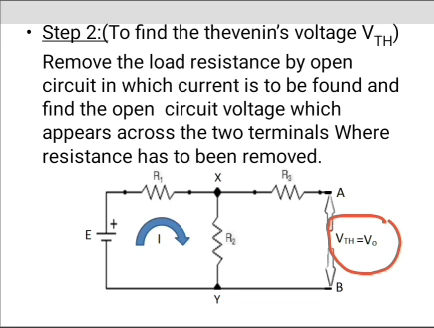 • Step 2:(To find the thevenin's voltage VTH)
Remove the load resistance by open
circuit in which current is to be found and
find the open circuit voltage which
appears across the two terminals Where
resistance has to been removed.
R₁ X R₃
A
+
E I R₂ VTH =Vₒ
B
Y